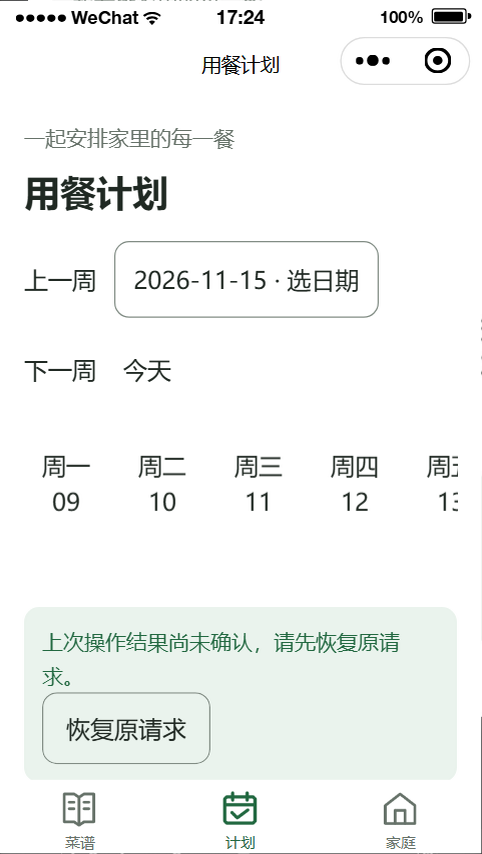 WeChat 17:24 100%
用餐计划
一起安排家里的每一餐
用餐计划
上一周 2026-11-15 · 选日期
下一周 今天
周一 周二 周三 周四 周五
09 10 11 12 13
上次操作结果尚未确认，请先恢复原请
求。
恢复原请求
菜谱 计划 家庭